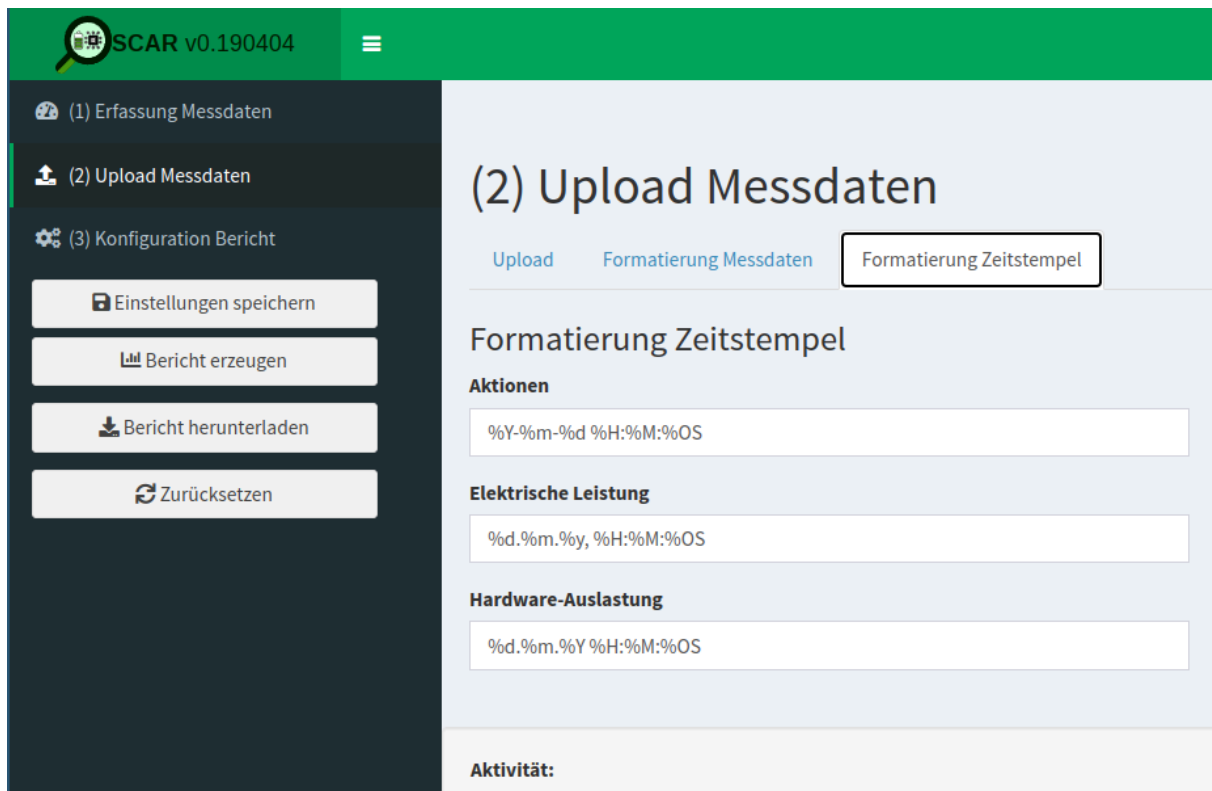 SCAR v0.190404
(1) Erfassung Messdaten
(2) Upload Messdaten
(3) Konfiguration Bericht
Einstellungen speichern
Bericht erzeugen
Bericht herunterladen
Zurücksetzen
(2) Upload Messdaten
Upload Formatierung Messdaten Formatierung Zeitstempel
Formatierung Zeitstempel
Aktionen
%Y-%m-%d %H:%M:%OS
Elektrische Leistung
%d.%m.%y, %H:%M:%OS
Hardware-Auslastung
%d.%m.%Y %H:%M:%OS
Aktivität: